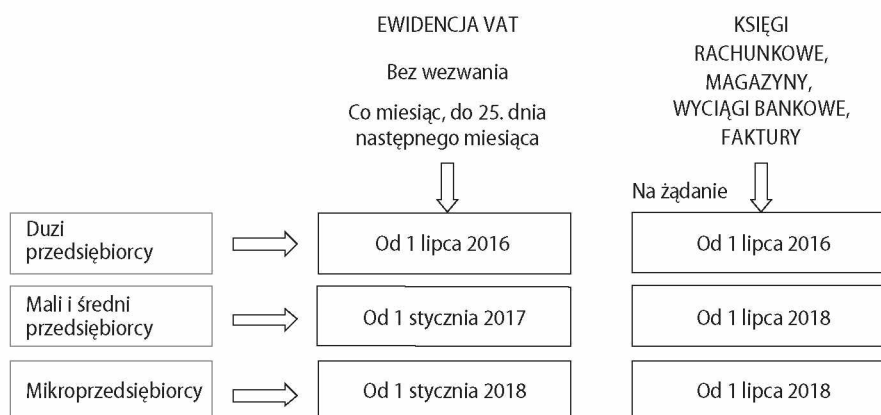 EWIDENCJA VAT
Bez wezwania
Co miesiąc, do 25. dnia
następnego miesiąca
KSIĘGI
RACHUNKOWE,
MAGAZYNY,
WYCIĄGI BANKOWE,
FAKTURY
Na żądanie
Duzi
przedsiębiorcy
Od 1 lipca 2016
Od 1 lipca 2016
Mali i średni
przedsiębiorcy
Od 1 stycznia 2017
Od 1 lipca 2018
Mikroprzedsiębiorcy
Od 1 stycznia 2018
Od 1 lipca 2018